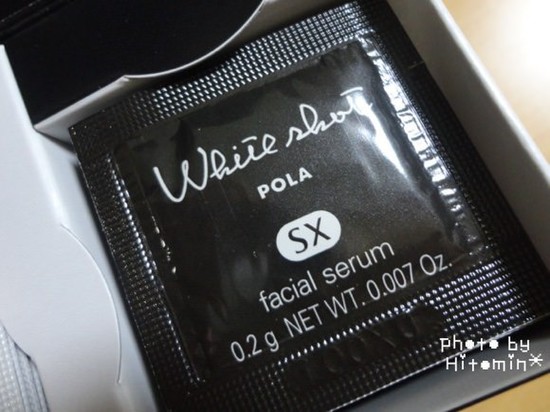 White shot
POLA
SX
facial serum
0.2 g NET WT. 0.007 Oz.
Photo by
Hitomin*